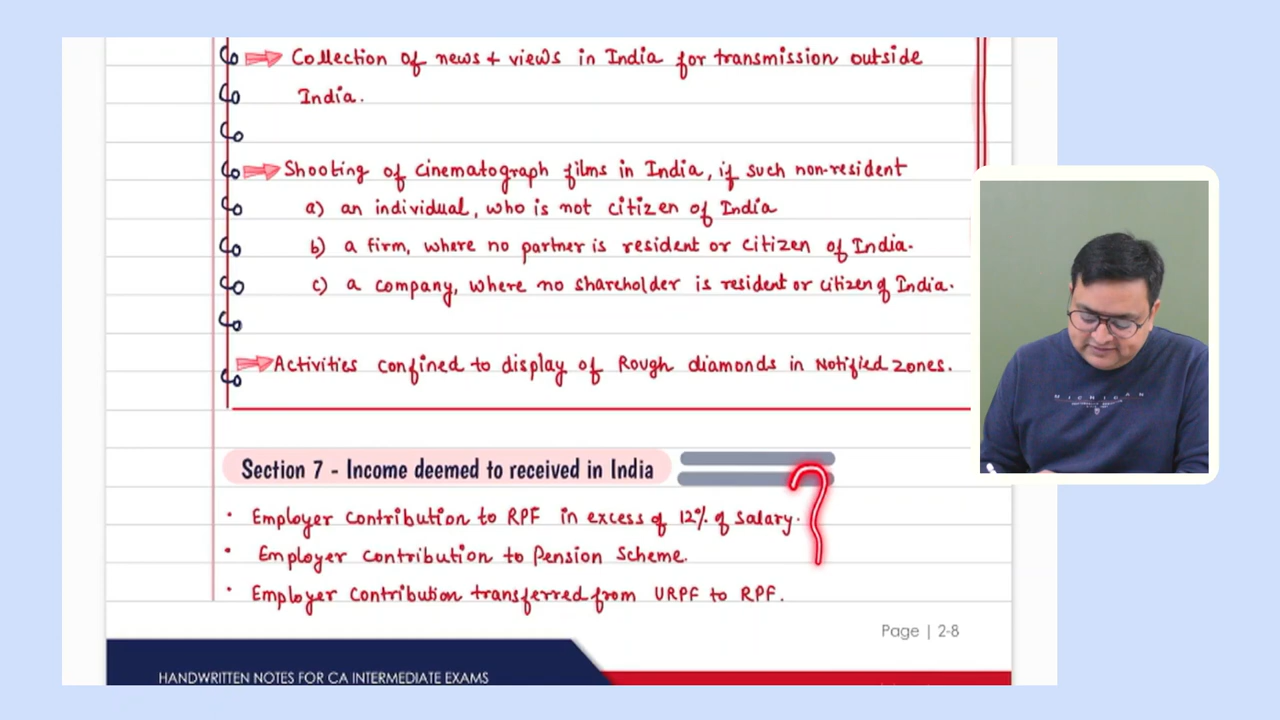 Collection of news + views in India for transmission outside
India.
Shooting of cinematograph films in India, if such non-resident
a) an individual, who is not citizen of India
b) a firm, where no partner is resident or citizen of India.
c) a company, where no shareholder is resident or citizen of India.
Activities confined to display of Rough diamonds in Notified zones.
Section 7 - Income deemed to received in India
• Employer contribution to RPF in excess of 12% of salary.
• Employer contribution to Pension Scheme.
• Employer contribution transferred from URPF to RPF.
Page | 2-8
HANDWRITTEN NOTES FOR CA INTERMEDIATE EXAMS
MICHIGAN